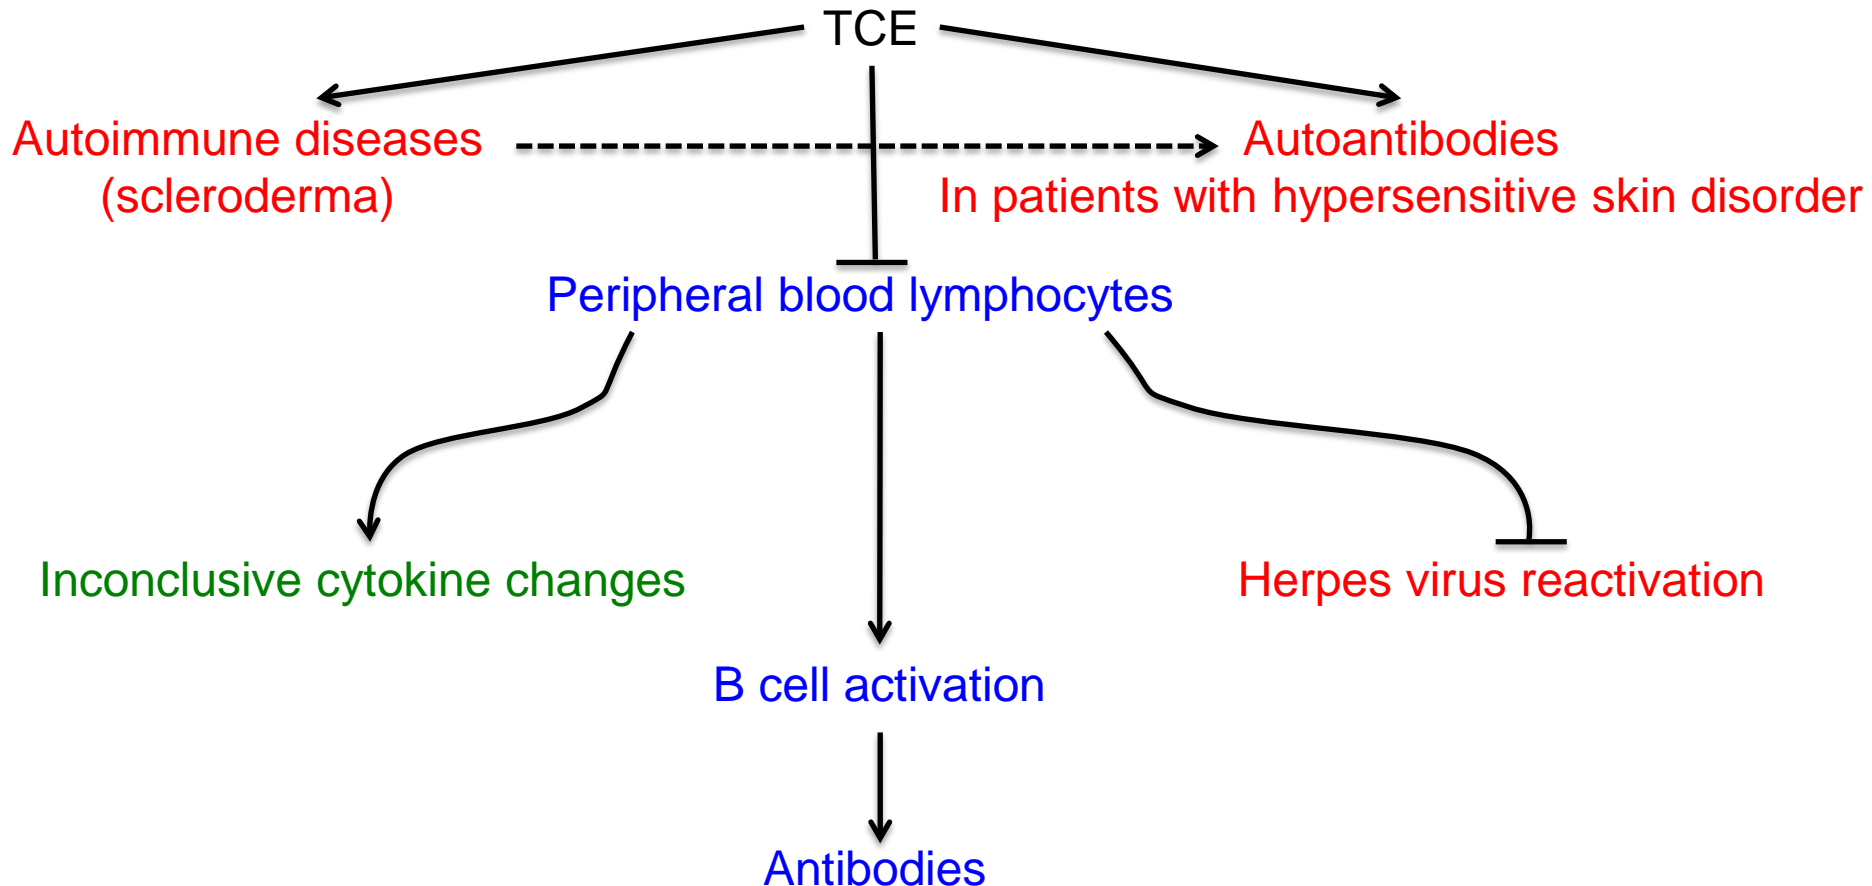 TCE
Autoimmune diseases
(scleroderma)
Autoantibodies
In patients with hypersensitive skin disorder
Peripheral blood lymphocytes
Inconclusive cytokine changes
Herpes virus reactivation
B cell activation
Antibodies